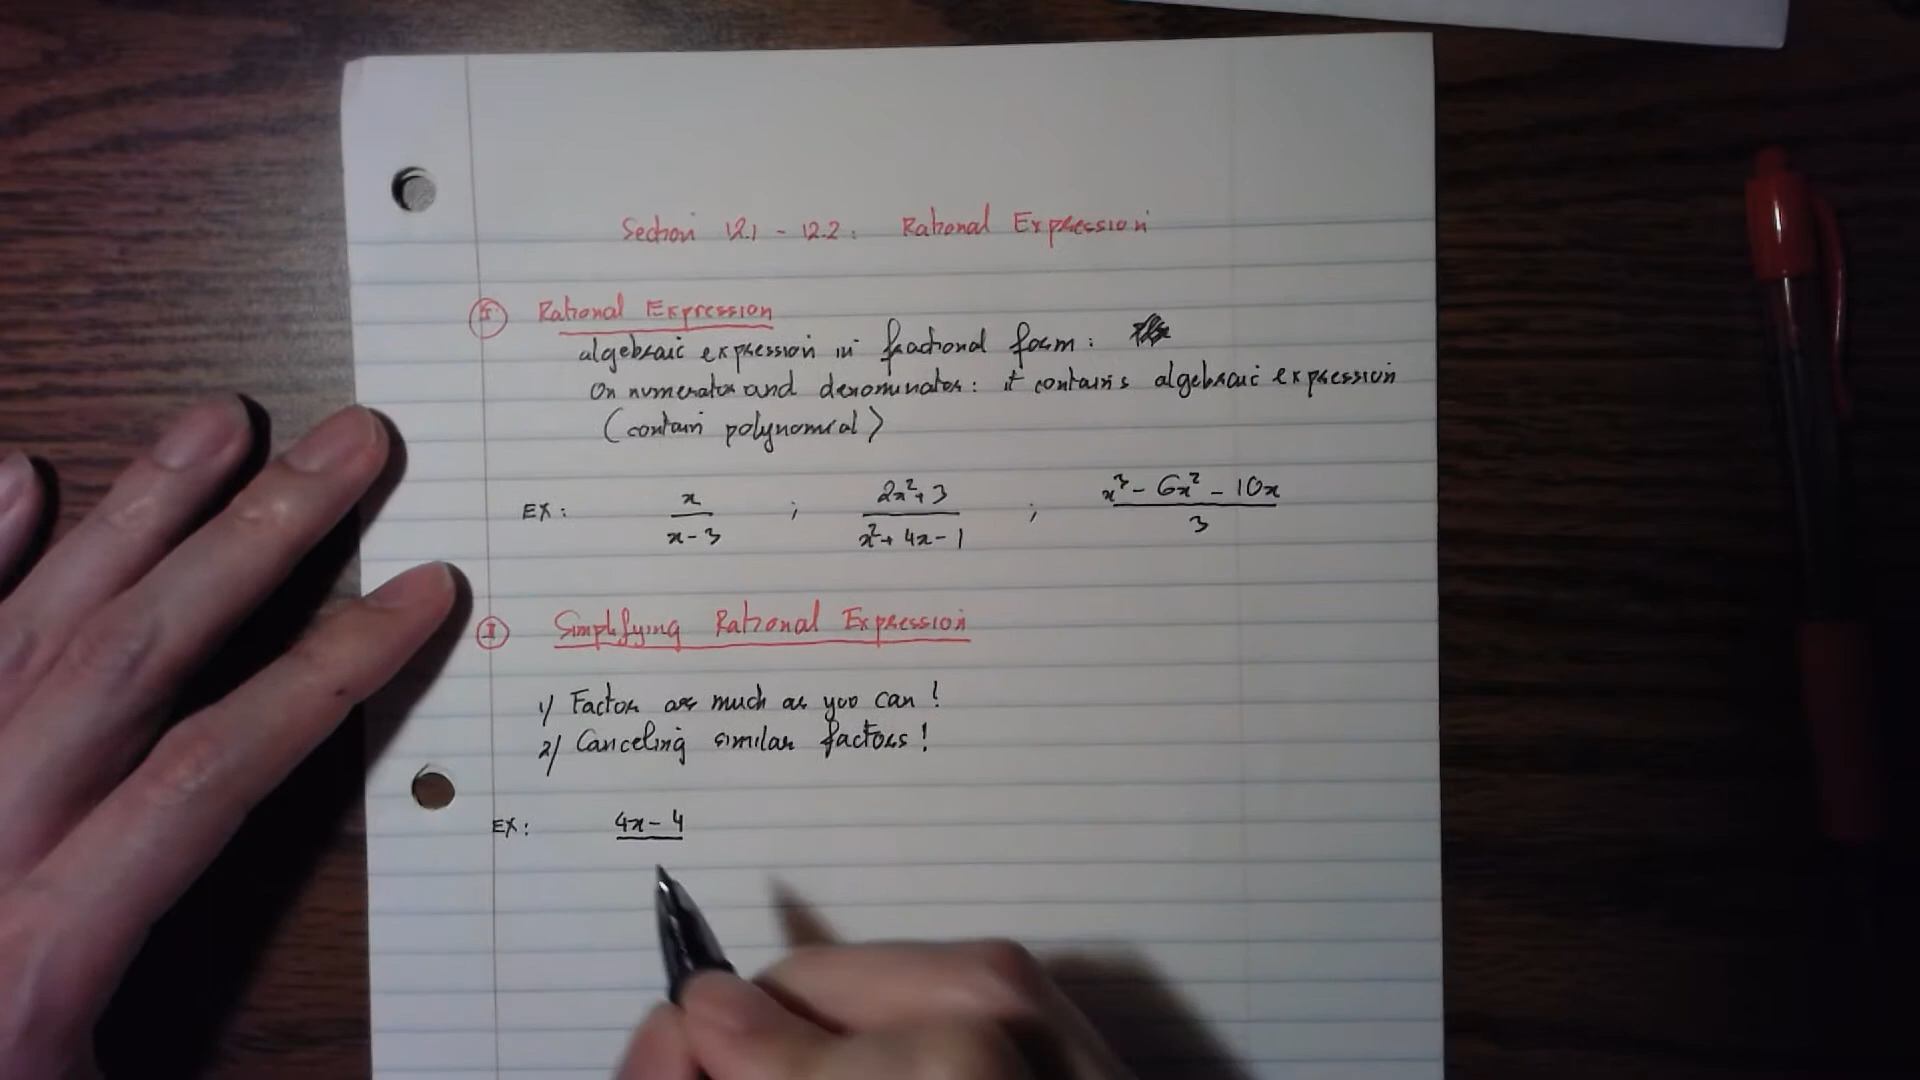 Section 12.1 - 12.2: Rational Expression
I Rational Expression
algebraic expression in fractional form:
On numerator and denominator: it contains algebraic expression
(contain polynomial)
EX: x/(x-3) ; (2x²+3)/(x²+4x-1) ; (x³-6x²-10x)/3
II Simplifying Rational Expression
1) Factor as much as you can!
2) Canceling similar factors!
EX: 4x-4